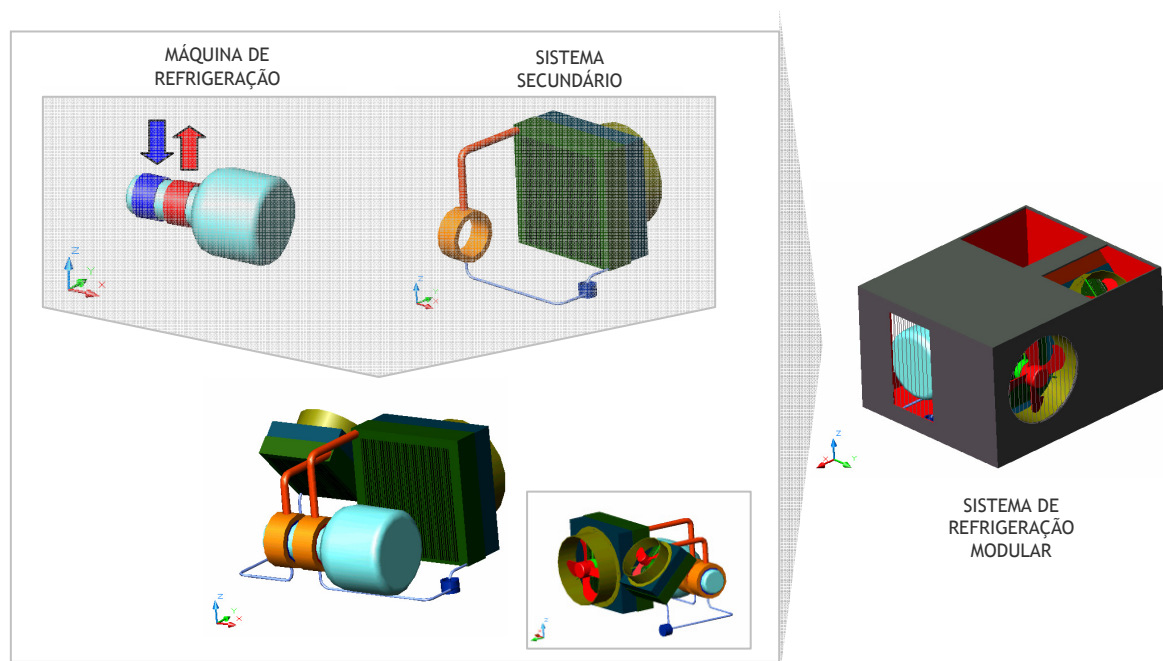 MÁQUINA DE
REFRIGERAÇÃO
SISTEMA
SECUNDÁRIO
Z
Y
X
Z
Y
X
Z
Y
X
Z
X
Z
X
Y
SISTEMA DE
REFRIGERAÇÃO
MODULAR